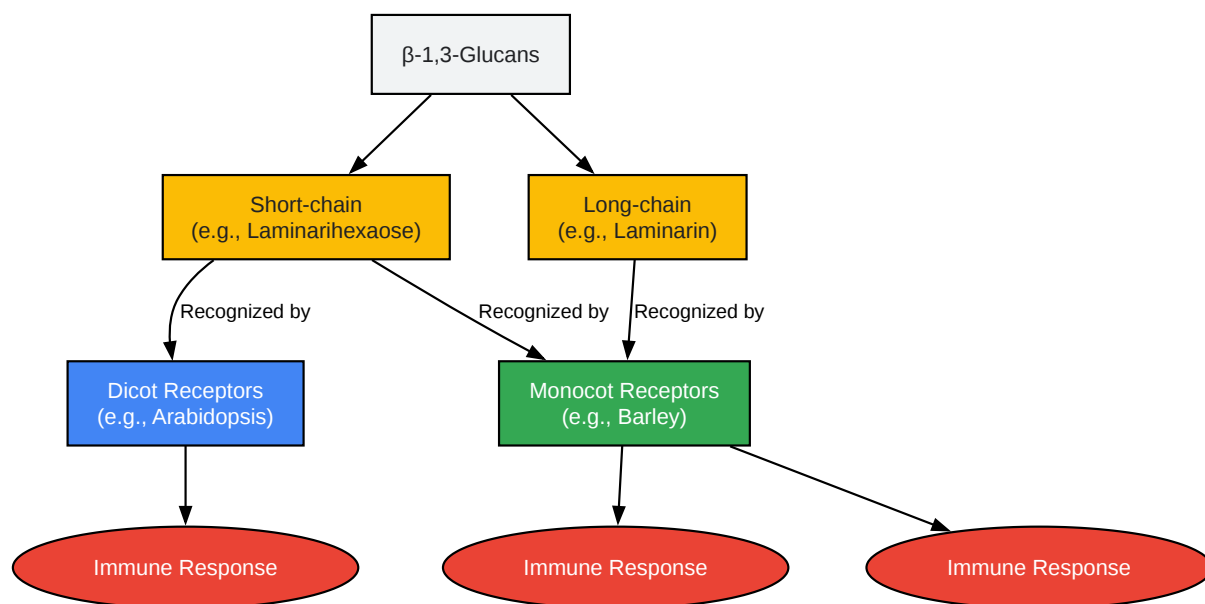 β-1,3-Glucans
Short-chain
(e.g., Laminarihexaose)
Long-chain
(e.g., Laminarin)
Recognized by
Recognized by
Recognized by
Dicot Receptors
(e.g., Arabidopsis)
Monocot Receptors
(e.g., Barley)
Immune Response
Immune Response
Immune Response